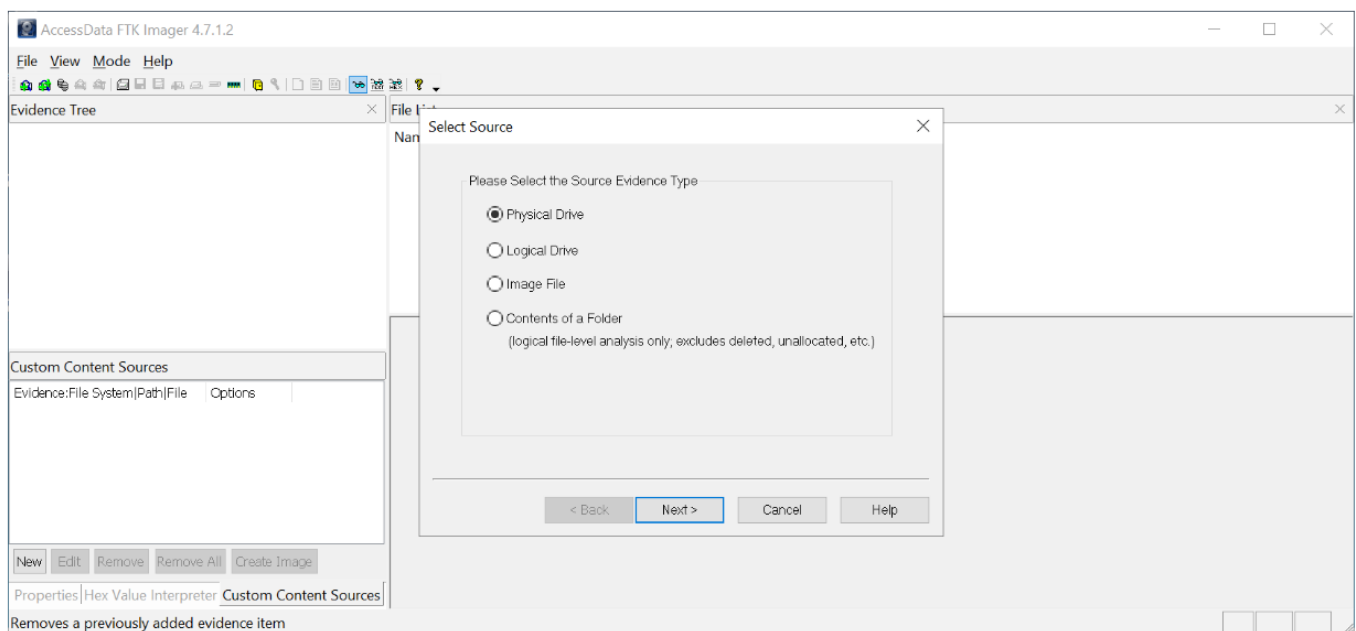 AccessData FTK Imager 4.7.1.2
File View Mode Help
Evidence Tree
File
Select Source
Please Select the Source Evidence Type
Physical Drive
Logical Drive
Image File
Contents of a Folder
(logical file-level analysis only; excludes deleted, unallocated, etc.)
< Back Next > Cancel Help
Custom Content Sources
Evidence:File System|Path|File Options
New Edit Remove Remove All Create Image
Properties Hex Value Interpreter Custom Content Sources
Removes a previously added evidence item